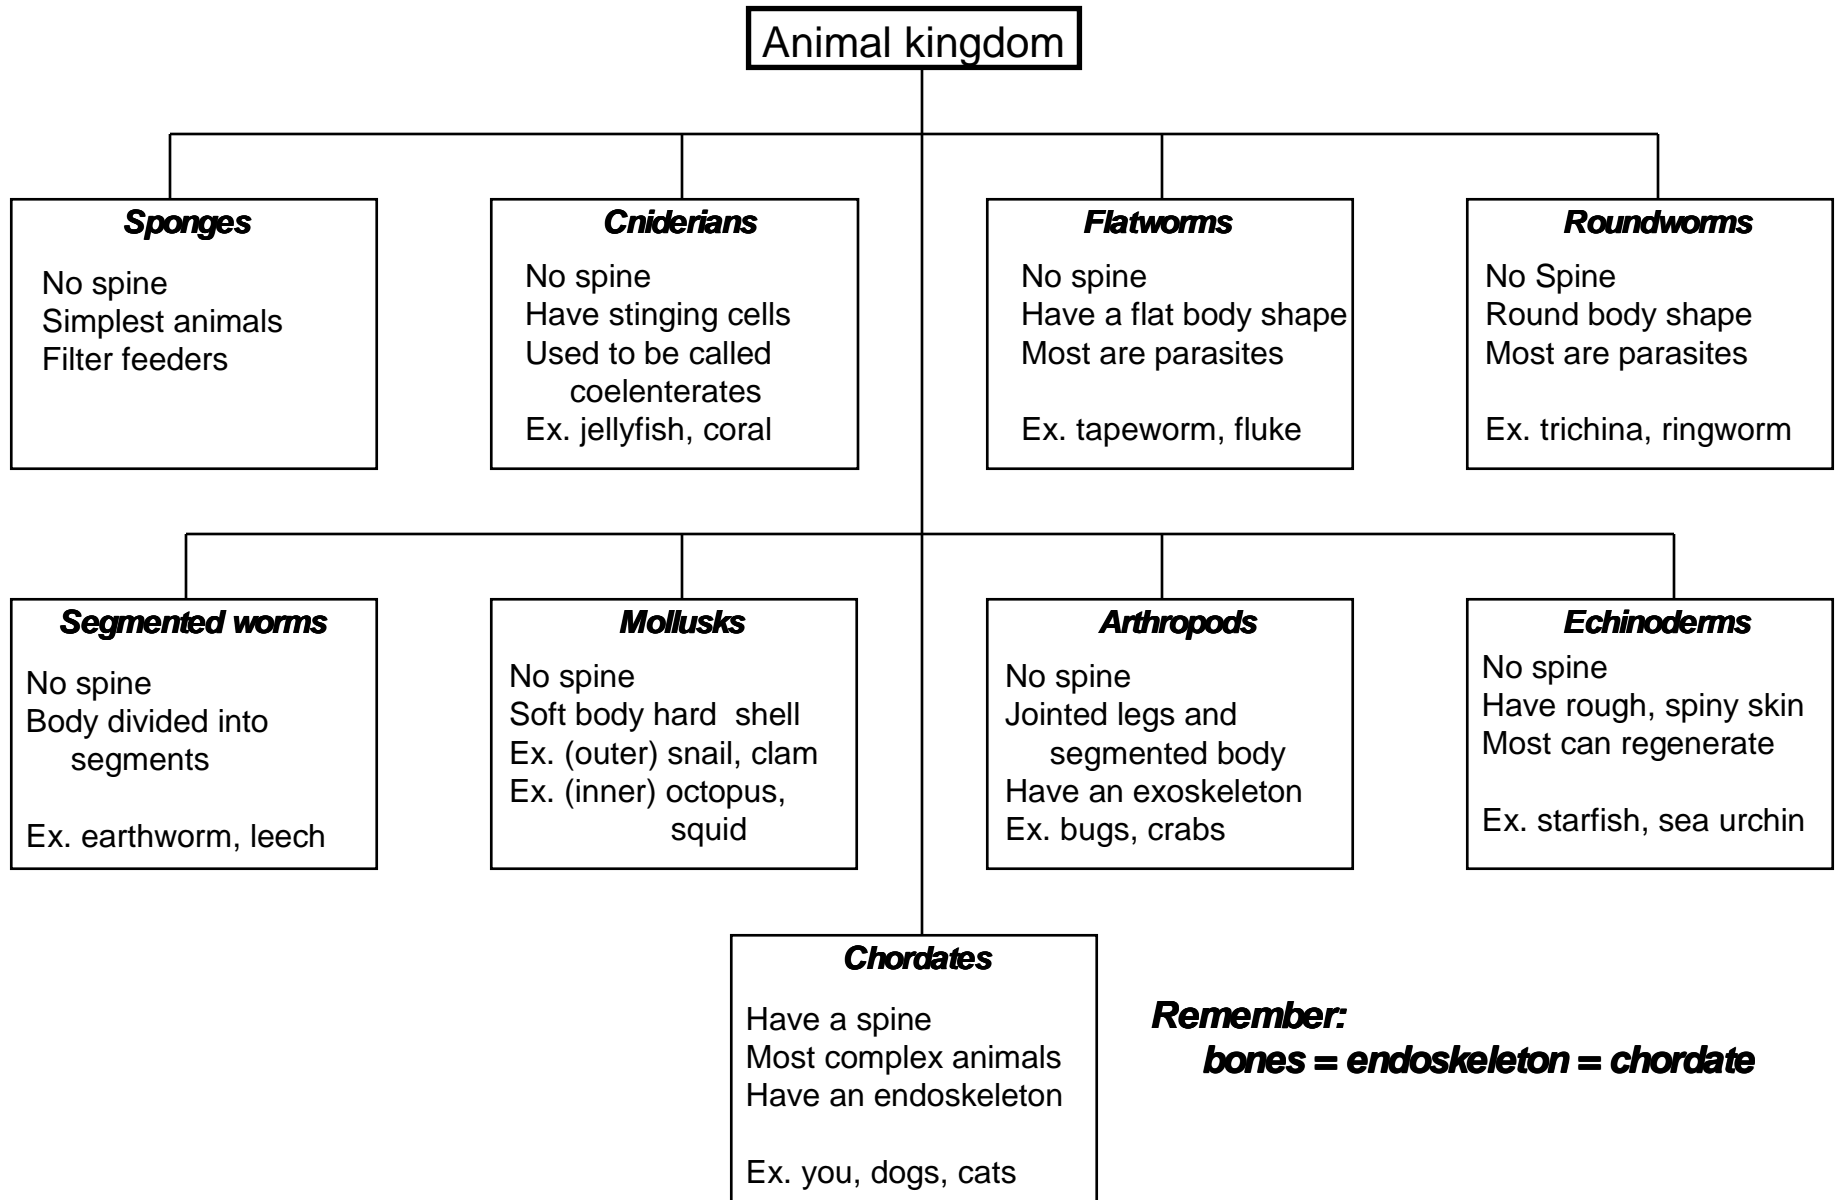 Animal kingdom
Sponges
No spine
Simplest animals
Filter feeders
Cniderians
No spine
Have stinging cells
Used to be called
coelenterates
Ex. jellyfish, coral
Flatworms
No spine
Have a flat body shape
Most are parasites
Ex. tapeworm, fluke
Roundworms
No Spine
Round body shape
Most are parasites
Ex. trichina, ringworm
Segmented worms
No spine
Body divided into
segments
Ex. earthworm, leech
Mollusks
No spine
Soft body hard shell
Ex. (outer) snail, clam
Ex. (inner) octopus,
squid
Arthropods
No spine
Jointed legs and
segmented body
Have an exoskeleton
Ex. bugs, crabs
Echinoderms
No spine
Have rough, spiny skin
Most can regenerate
Ex. starfish, sea urchin
Chordates
Have a spine
Most complex animals
Have an endoskeleton
Ex. you, dogs, cats
Remember:
bones = endoskeleton = chordate